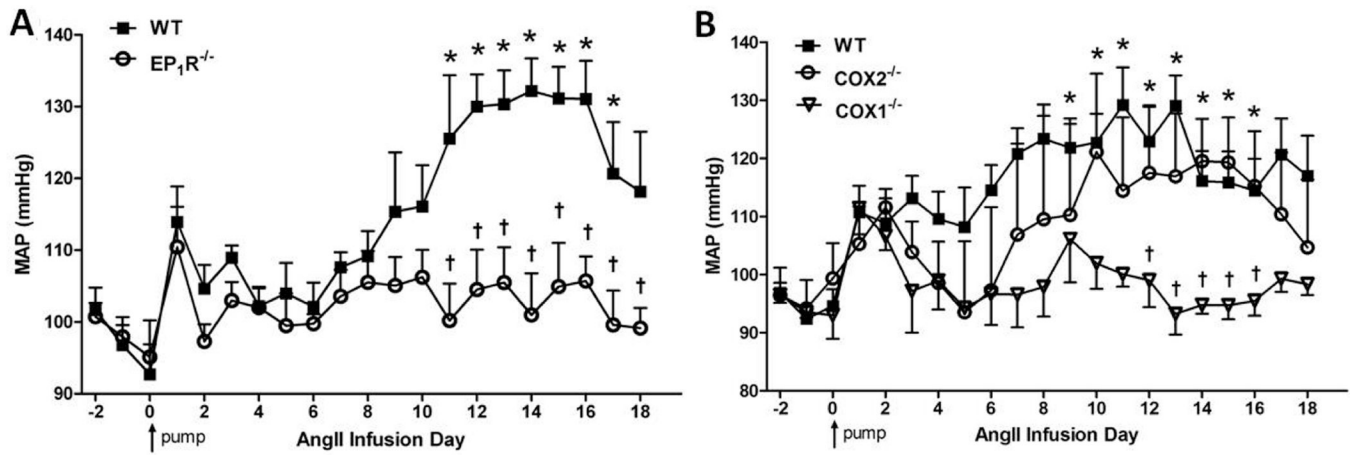 A
WT
EP₁R⁻/⁻
MAP (mmHg)
140
130
120
110
100
90
* * * * * * *
† † † † † † † †
-2 0 2 4 6 8 10 12 14 16 18
↑ pump
AngII Infusion Day
B
WT
COX2⁻/⁻
COX1⁻/⁻
MAP (mmHg)
140
130
120
110
100
90
80
* * * * * * * *
† † † † †
-2 0 2 4 6 8 10 12 14 16 18
↑ pump
AngII Infusion Day